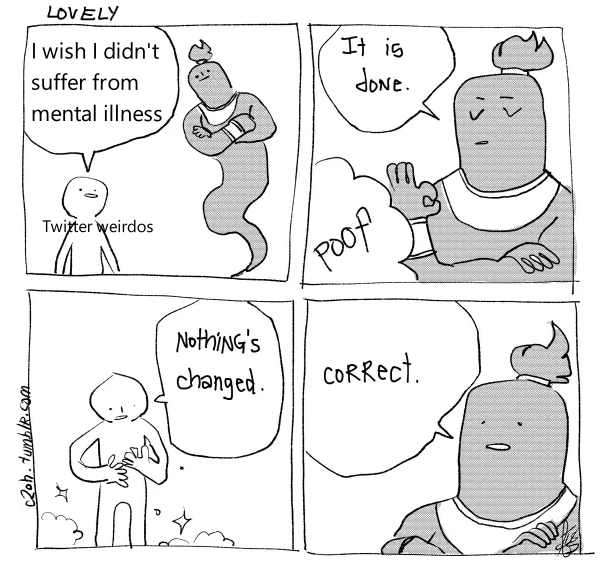 LOVELY
I wish I didn't
suffer from
mental illness
Twitter weirdos
It is
done.
POOF
NOTHING'S
changed.
CORRECT.
c2oh.tumblr.com